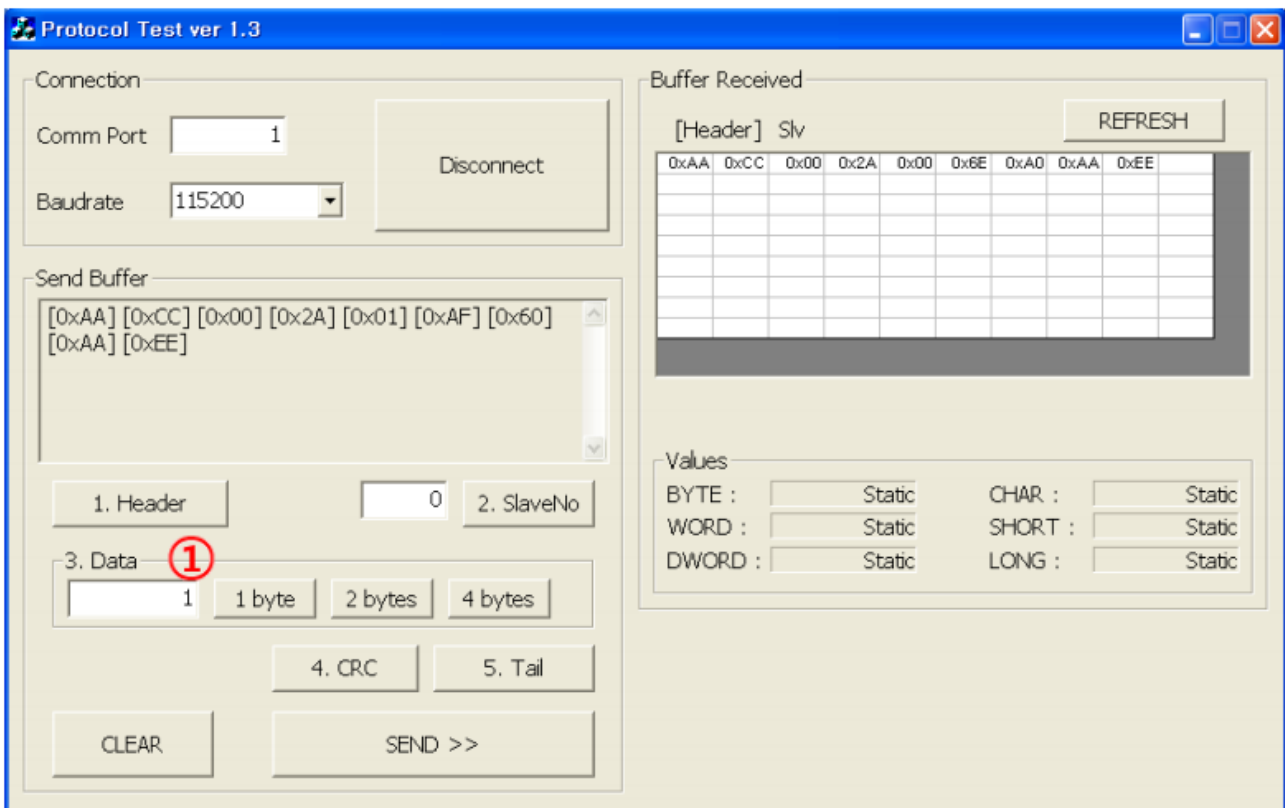 Protocol Test ver 1.3
Connection
Comm Port 1
Disconnect
Baudrate 115200
Send Buffer
[0xAA] [0xCC] [0x00] [0x2A] [0x01] [0xAF] [0x60]
[0xAA] [0xEE]
1. Header 0 2. SlaveNo
3. Data ①
1 1 byte 2 bytes 4 bytes
4. CRC 5. Tail
CLEAR SEND >>
Buffer Received
[Header] Slv REFRESH
0xAA 0xCC 0x00 0x2A 0x00 0x6E 0xA0 0xAA 0xEE
Values
BYTE : Static CHAR : Static
WORD : Static SHORT : Static
DWORD : Static LONG : Static